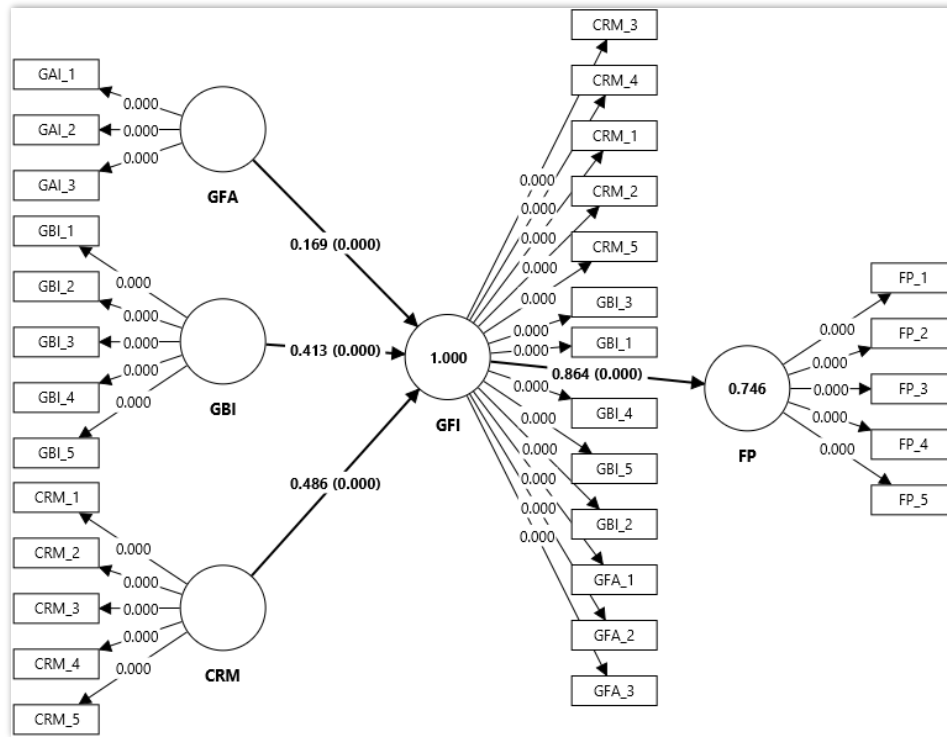 GAI_1
GAI_2
GAI_3
0.000
0.000
0.000
GFA
GBI_1
GBI_2
GBI_3
GBI_4
GBI_5
0.000
0.000
0.000
0.000
0.000
GBI
CRM_1
CRM_2
CRM_3
CRM_4
CRM_5
0.000
0.000
0.000
0.000
0.000
CRM
0.169 (0.000)
0.413 (0.000)
0.486 (0.000)
1.000
GFI
0.000
0.000
0.000
0.000
0.000
0.000
0.000
0.000
0.000
0.000
0.000
0.000
0.000
CRM_3
CRM_4
CRM_1
CRM_2
CRM_5
GBI_3
GBI_1
GBI_4
GBI_5
GBI_2
GFA_1
GFA_2
GFA_3
0.864 (0.000)
0.746
FP
0.000
0.000
0.000
0.000
0.000
FP_1
FP_2
FP_3
FP_4
FP_5